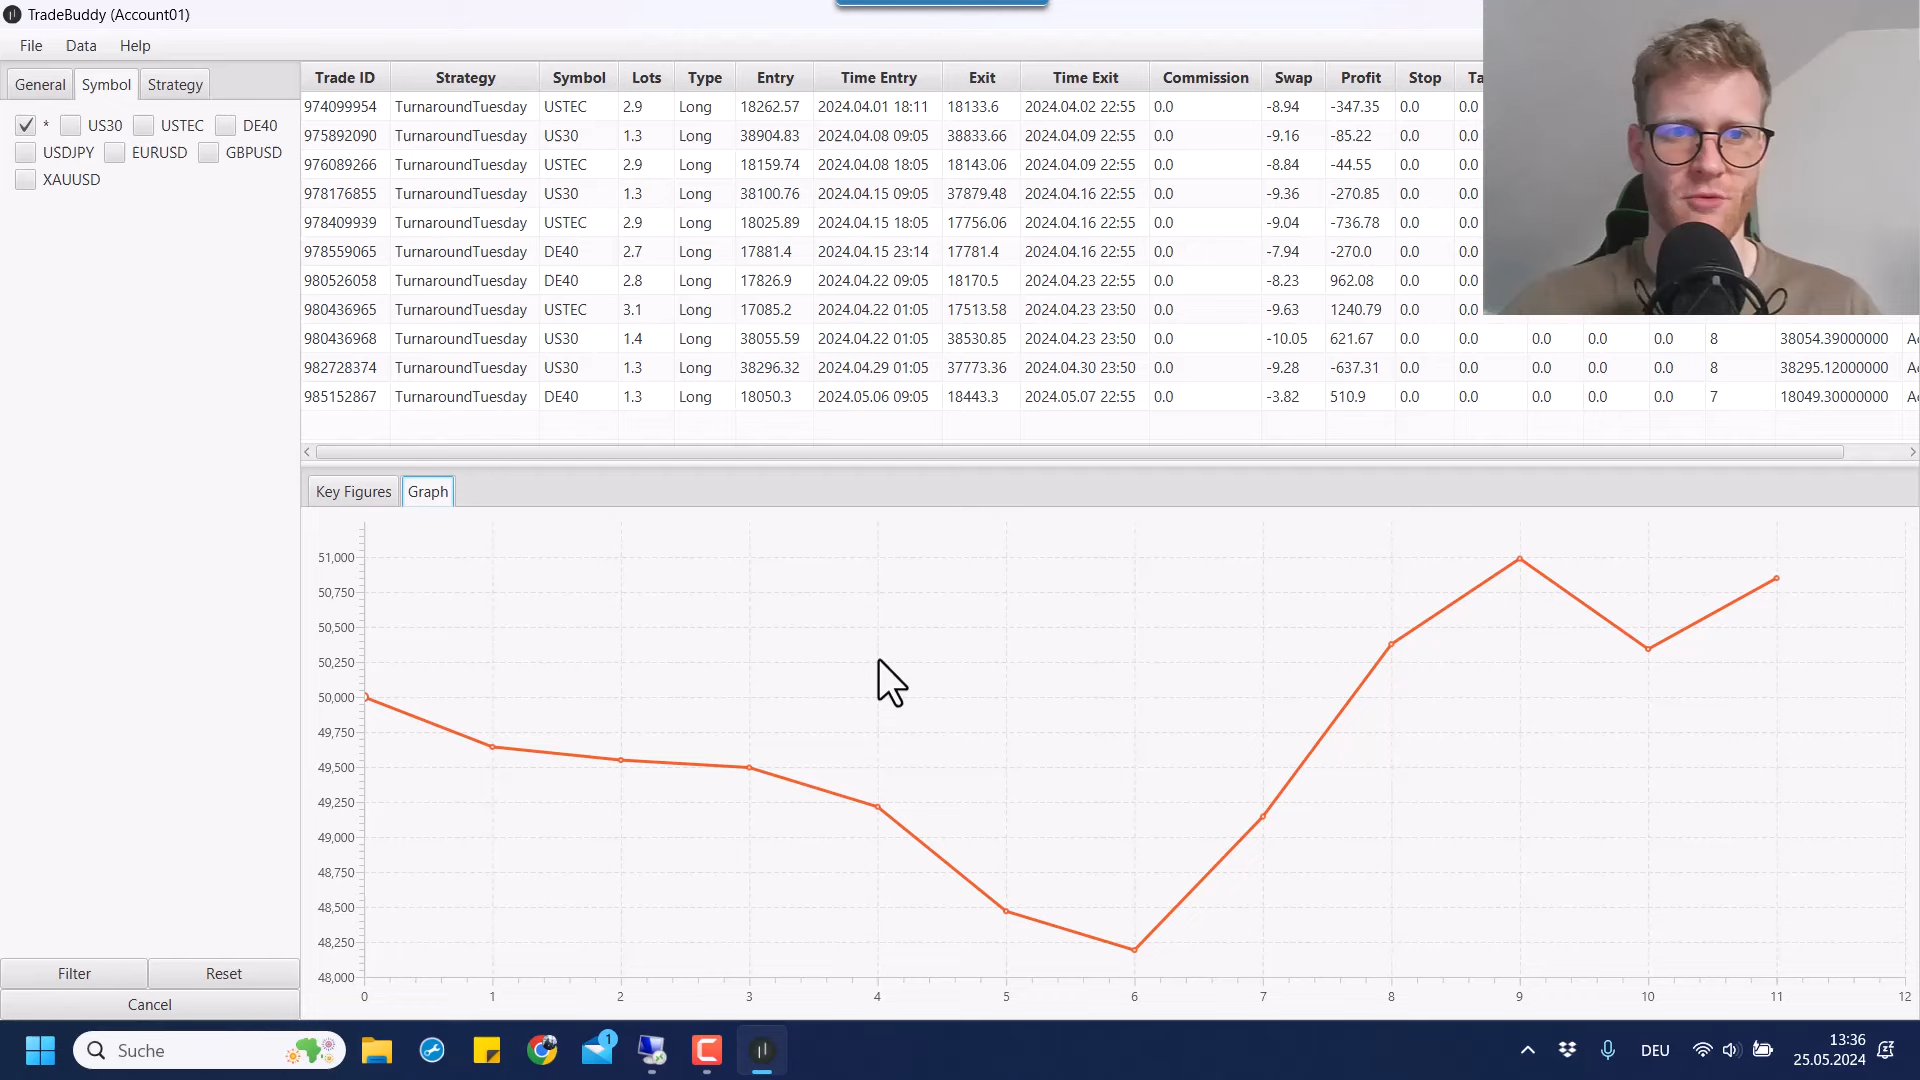 TradeBuddy (Account01)
File Data Help
General Symbol Strategy
* US30 USTEC DE40
USDJPY EURUSD GBPUSD
XAUUSD
Trade ID Strategy Symbol Lots Type Entry Time Entry Exit Time Exit Commission Swap Profit Stop Ta
974099954 TurnaroundTuesday USTEC 2.9 Long 18262.57 2024.04.01 18:11 18133.6 2024.04.02 22:55 0.0 -8.94 -347.35 0.0 0.0
975892090 TurnaroundTuesday US30 1.3 Long 38904.83 2024.04.08 09:05 38833.66 2024.04.09 22:55 0.0 -9.16 -85.22 0.0 0.0
976089266 TurnaroundTuesday USTEC 2.9 Long 18159.74 2024.04.08 18:05 18143.06 2024.04.09 22:55 0.0 -8.84 -44.55 0.0 0.0
978176855 TurnaroundTuesday US30 1.3 Long 38100.76 2024.04.15 09:05 37879.48 2024.04.16 22:55 0.0 -9.36 -270.85 0.0 0.0
978409939 TurnaroundTuesday USTEC 2.9 Long 18025.89 2024.04.15 18:05 17756.06 2024.04.16 22:55 0.0 -9.04 -736.78 0.0 0.0
978559065 TurnaroundTuesday DE40 2.7 Long 17881.4 2024.04.15 23:14 17781.4 2024.04.16 22:55 0.0 -7.94 -270.0 0.0 0.0
980526058 TurnaroundTuesday DE40 2.8 Long 17826.9 2024.04.22 09:05 18170.5 2024.04.23 22:55 0.0 -8.23 962.08 0.0 0.0
980436965 TurnaroundTuesday USTEC 3.1 Long 17085.2 2024.04.22 01:05 17513.58 2024.04.23 23:50 0.0 -9.63 1240.79 0.0 0.0
980436968 TurnaroundTuesday US30 1.4 Long 38055.59 2024.04.22 01:05 38530.85 2024.04.23 23:50 0.0 -10.05 621.67 0.0 0.0 0.0 0.0 0.0 8 38054.39000000 Ac
982728374 TurnaroundTuesday US30 1.3 Long 38296.32 2024.04.29 01:05 37773.36 2024.04.30 23:50 0.0 -9.28 -637.31 0.0 0.0 0.0 0.0 0.0 8 38295.12000000 Ac
985152867 TurnaroundTuesday DE40 1.3 Long 18050.3 2024.05.06 09:05 18443.3 2024.05.07 22:55 0.0 -3.82 510.9 0.0 0.0 0.0 0.0 0.0 7 18049.30000000 Ac
Key Figures Graph
51,000
50,750
50,500
50,250
50,000
49,750
49,500
49,250
49,000
48,750
48,500
48,250
48,000
0 1 2 3 4 5 6 7 8 9 10 11 12
Filter Reset
Cancel
Suche
1
DEU
13:36
25.05.2024